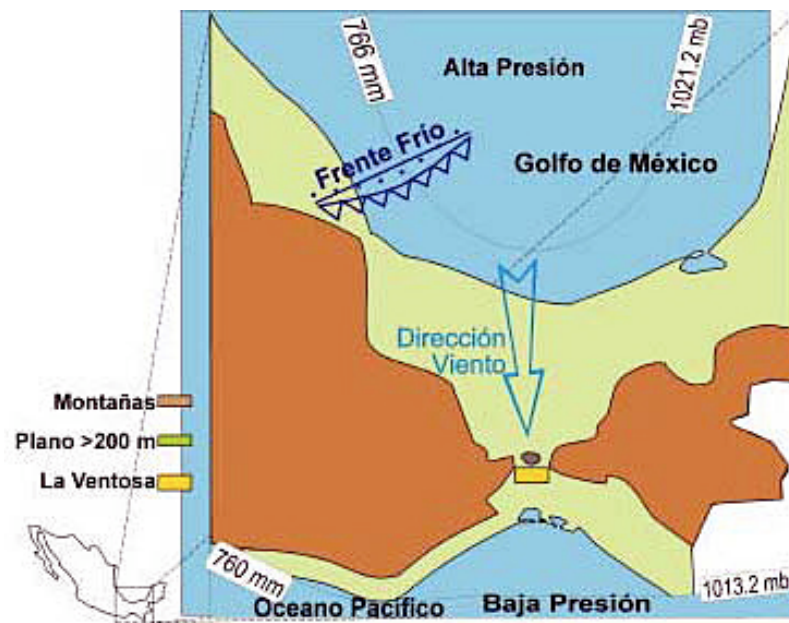 766 mm
Alta Presión
1021.2 mb
Frente Frío
Golfo de México
Dirección
Viento
Montañas
Plano >200 m
La Ventosa
760 mm
Oceano Pacífico
Baja Presión
1013.2 mb